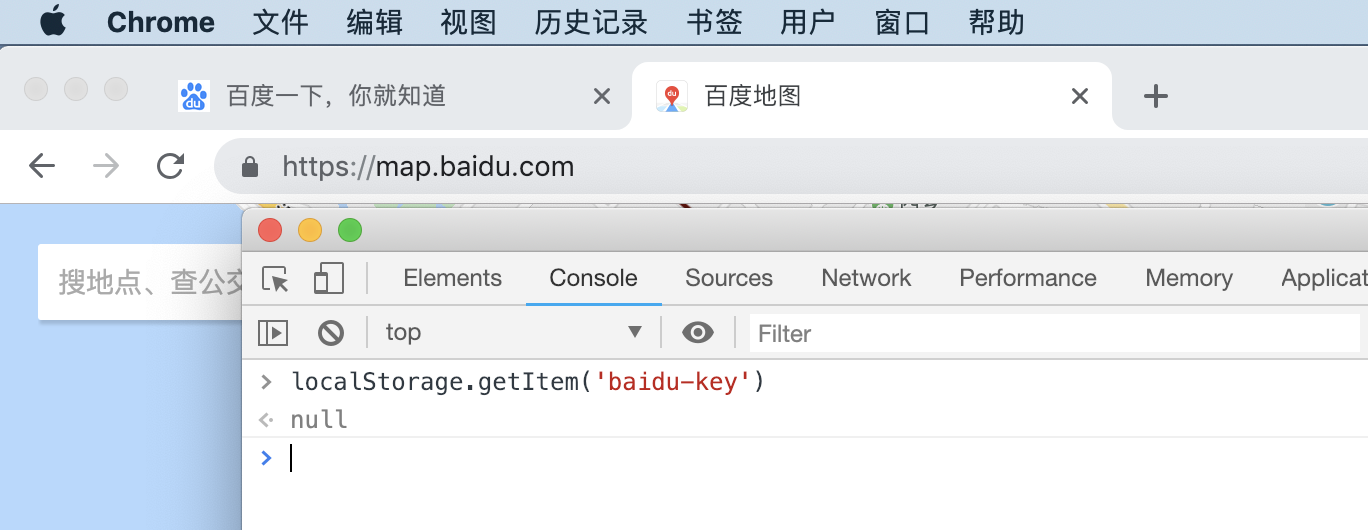 Chrome 文件 编辑 视图 历史记录 书签 用户 窗口 帮助
百度一下，你就知道 百度地图
https://map.baidu.com
搜地点、查公交
Elements Console Sources Network Performance Memory Applicat
top Filter
localStorage.getItem('baidu-key')
null